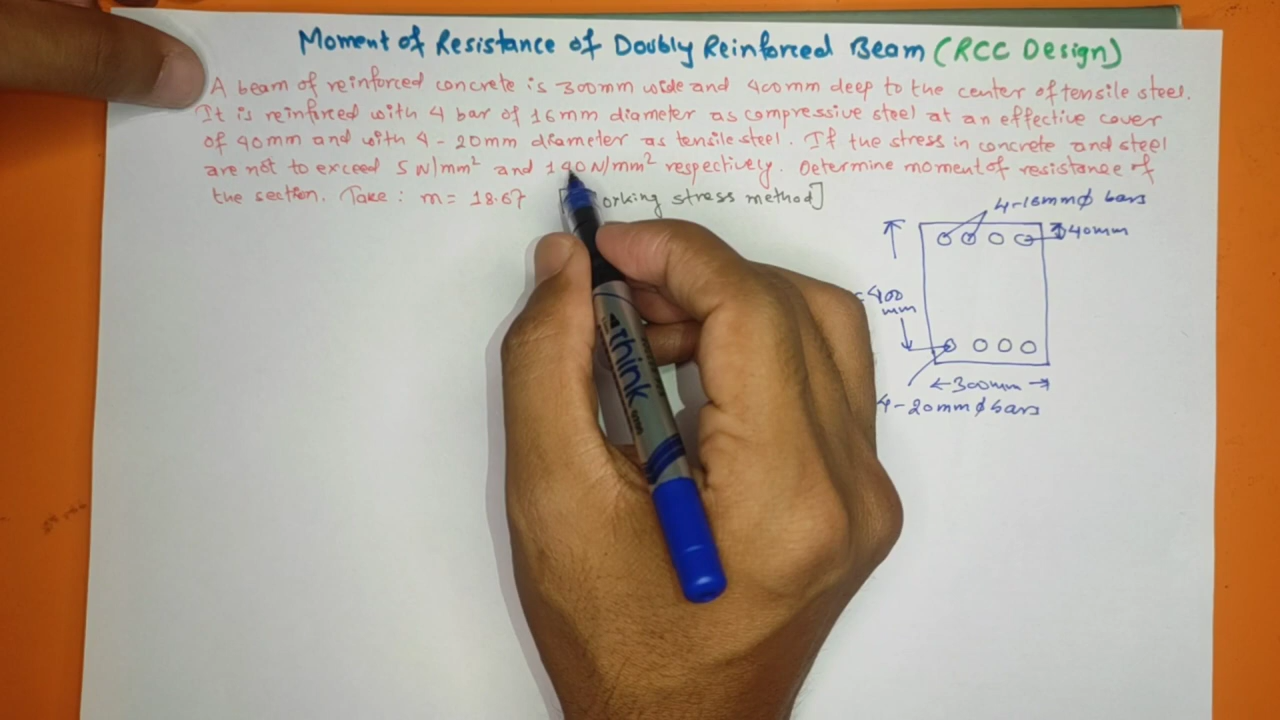 Moment of Resistance of Doubly Reinforced Beam (RCC Design)
A beam of reinforced concrete is 300mm wide and 400mm deep to the center of tensile steel.
It is reinforced with 4 bar of 16mm diameter as compressive steel at an effective cover
of 40mm and with 4-20mm diameter as tensile steel. If the stress in concrete and steel
are not to exceed 5 N/mm² and 140 N/mm² respectively. Determine moment of resistance of
the section. Take: m = 18.67 [orking stress method]
4-16mmϕ bars
40mm
=400
mm
300mm
4-20mmϕ bars
think